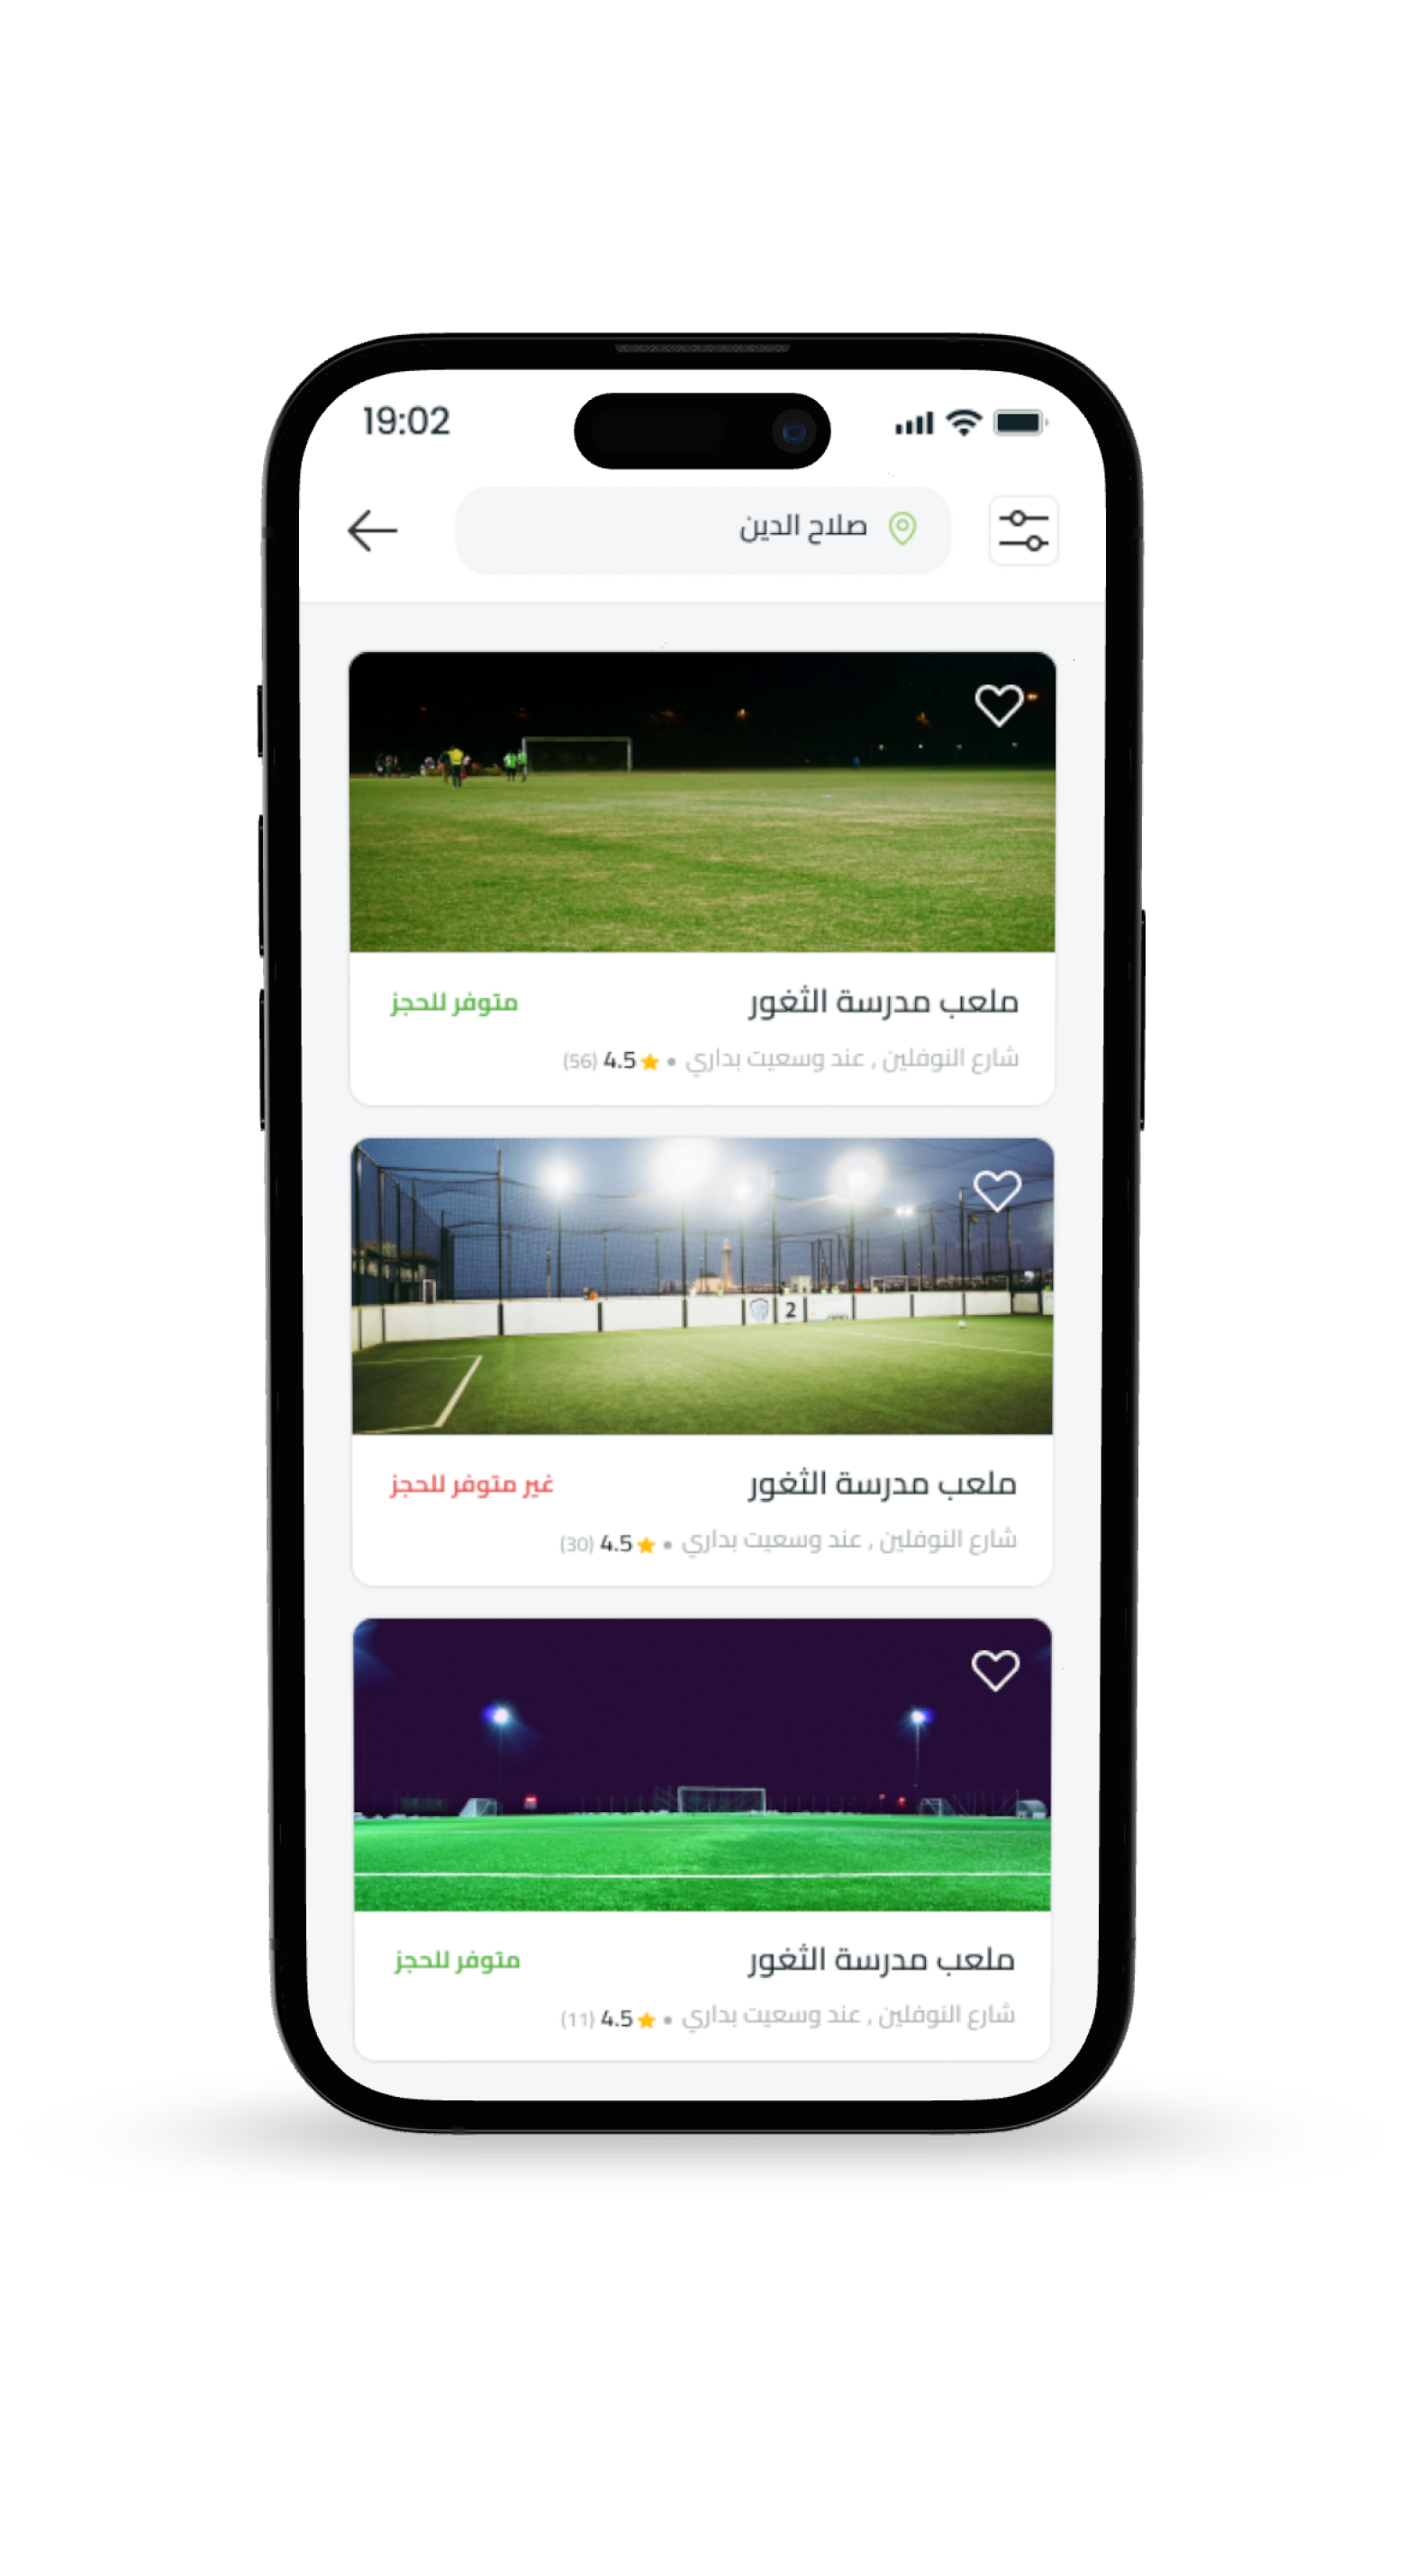 19:02
صلاح الدين
ملعب مدرسة الثغور
متوفر للحجز
شارع النوفلين , عند وسعيت بداري • 4.5 (56)
2
ملعب مدرسة الثغور
غير متوفر للحجز
شارع النوفلين , عند وسعيت بداري • 4.5 (30)
ملعب مدرسة الثغور
متوفر للحجز
شارع النوفلين , عند وسعيت بداري • 4.5 (11)